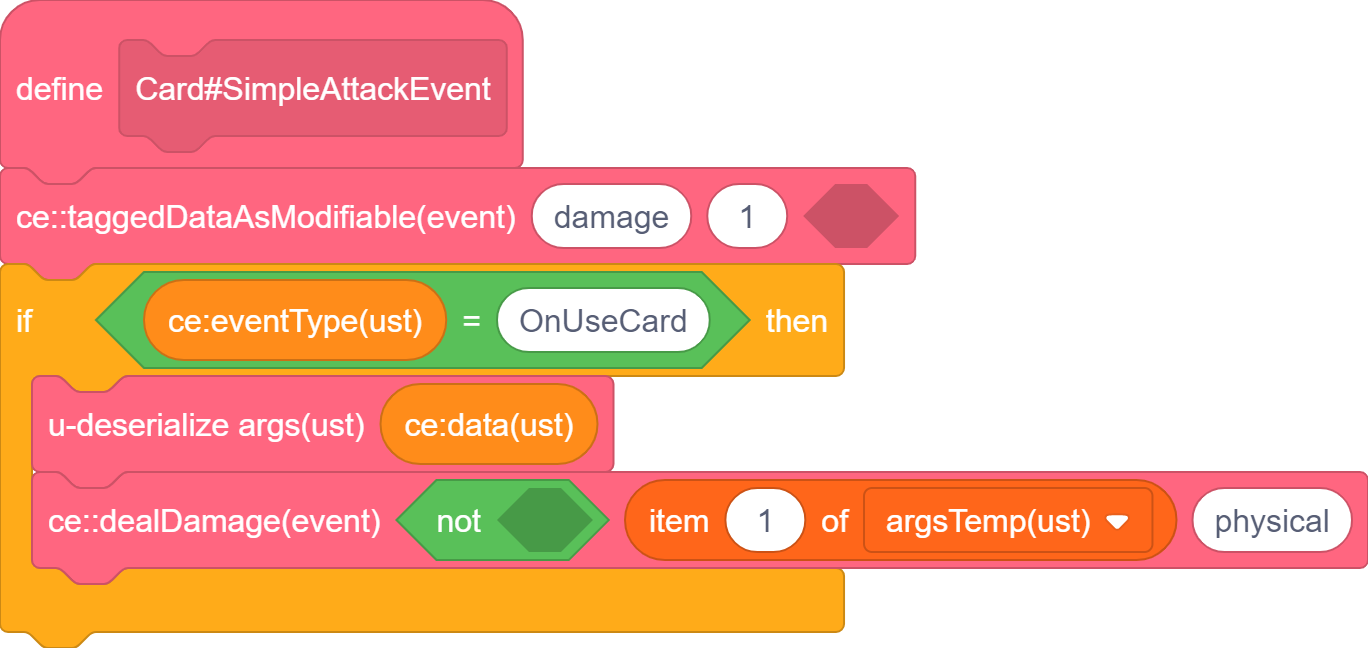 define Card#SimpleAttackEvent
ce::taggedDataAsModifiable(event) damage 1
if ce:eventType(ust) = OnUseCard then
u-deserialize args(ust) ce:data(ust)
ce::dealDamage(event) not item 1 of argsTemp(ust) physical